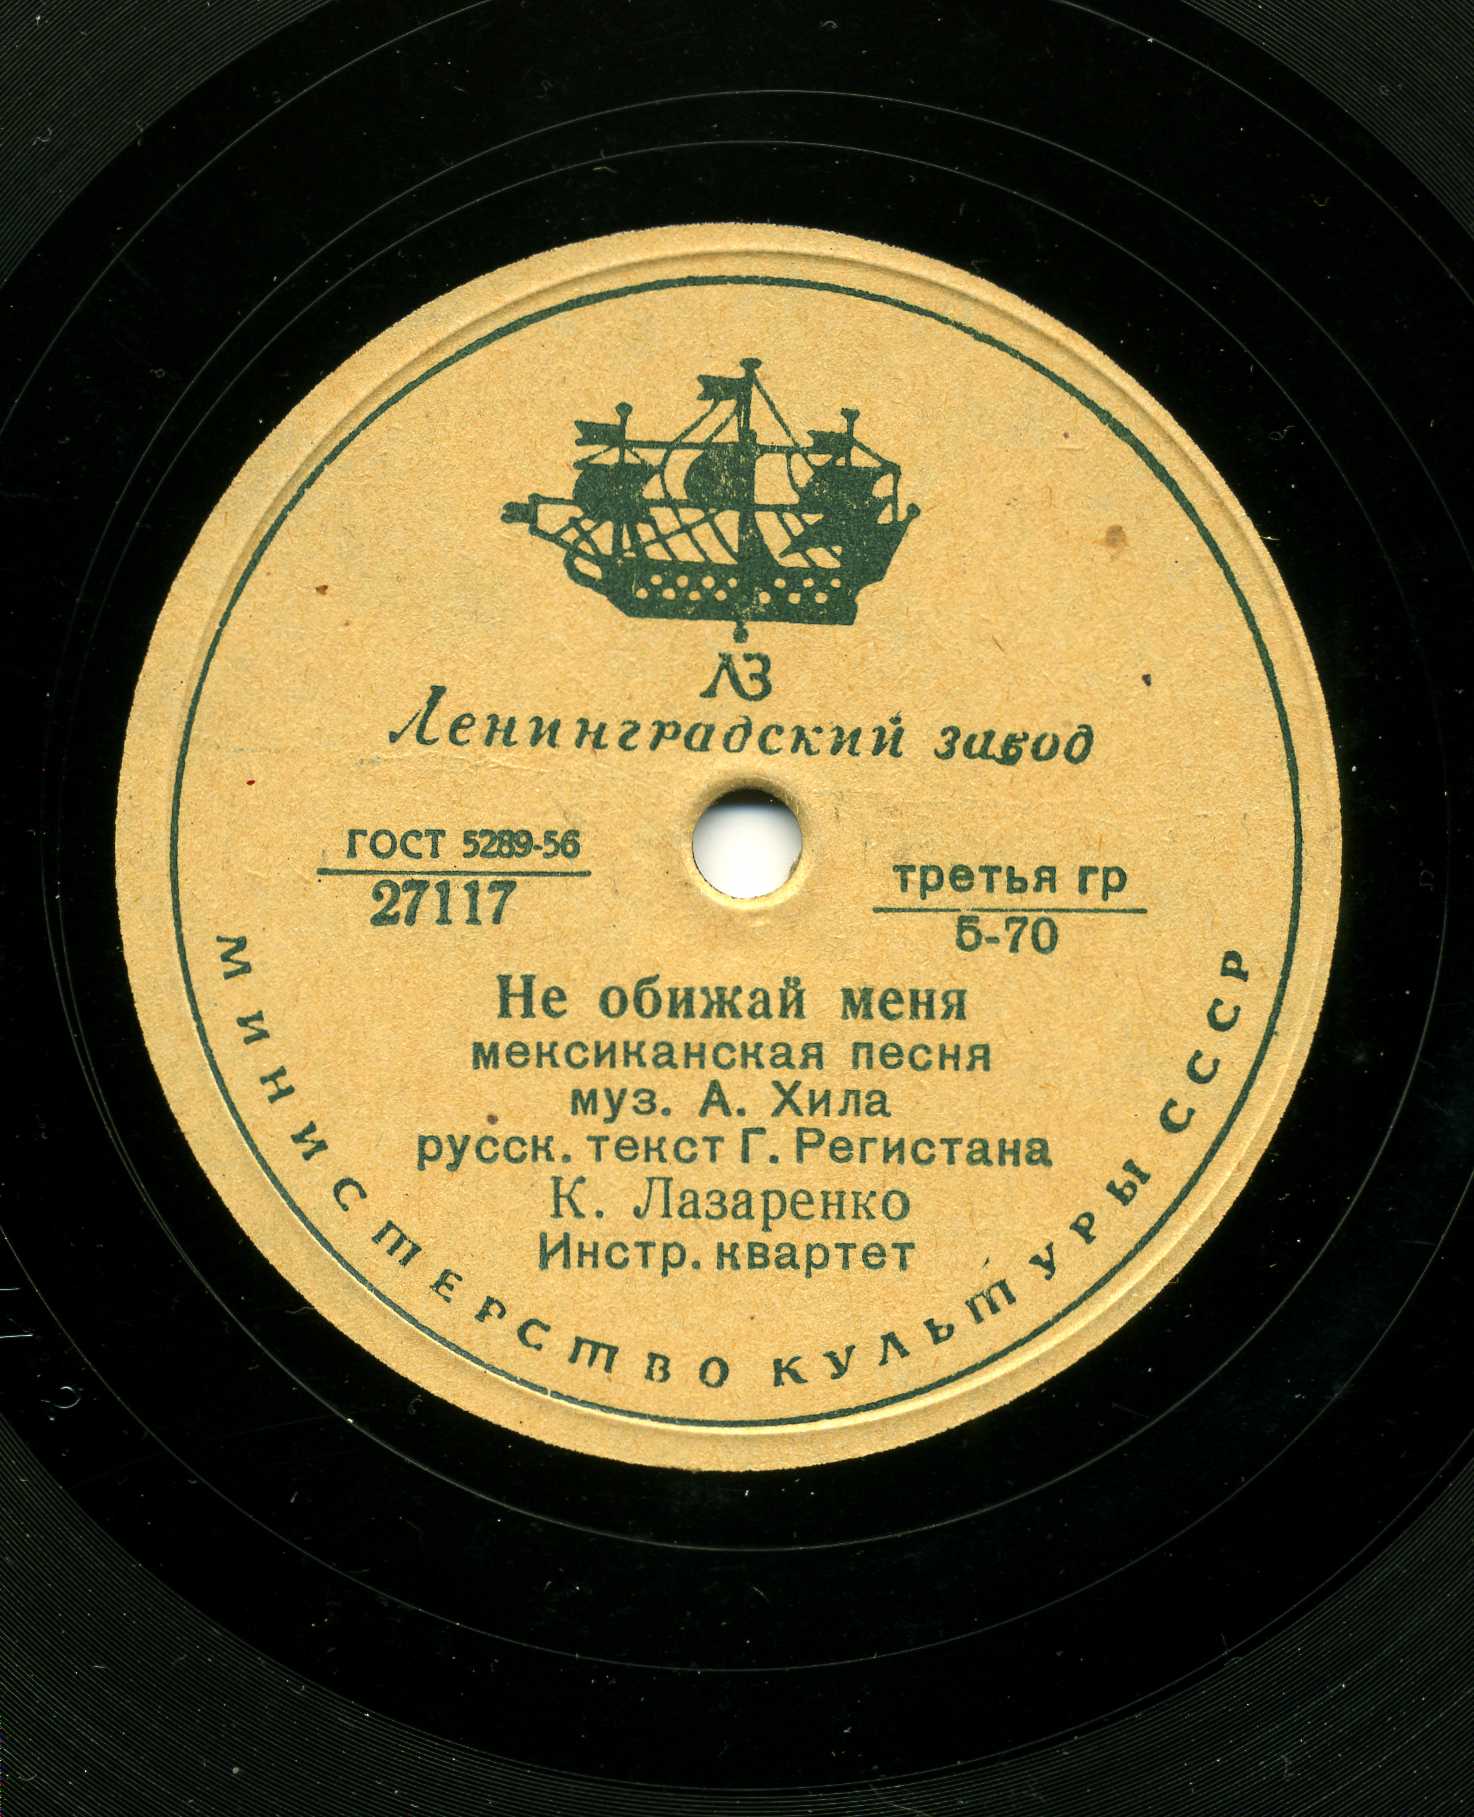 ЛЗ
Ленинградский завод
ГОСТ 5289-56
27117
третья гр
5-70
Не обижай меня
мексиканская песня
муз. А. Хила
русск. текст Г. Регистана
К. Лазаренко
Инстр. квартет
МИНИСТЕРСТВО КУЛЬТУРЫ СССР